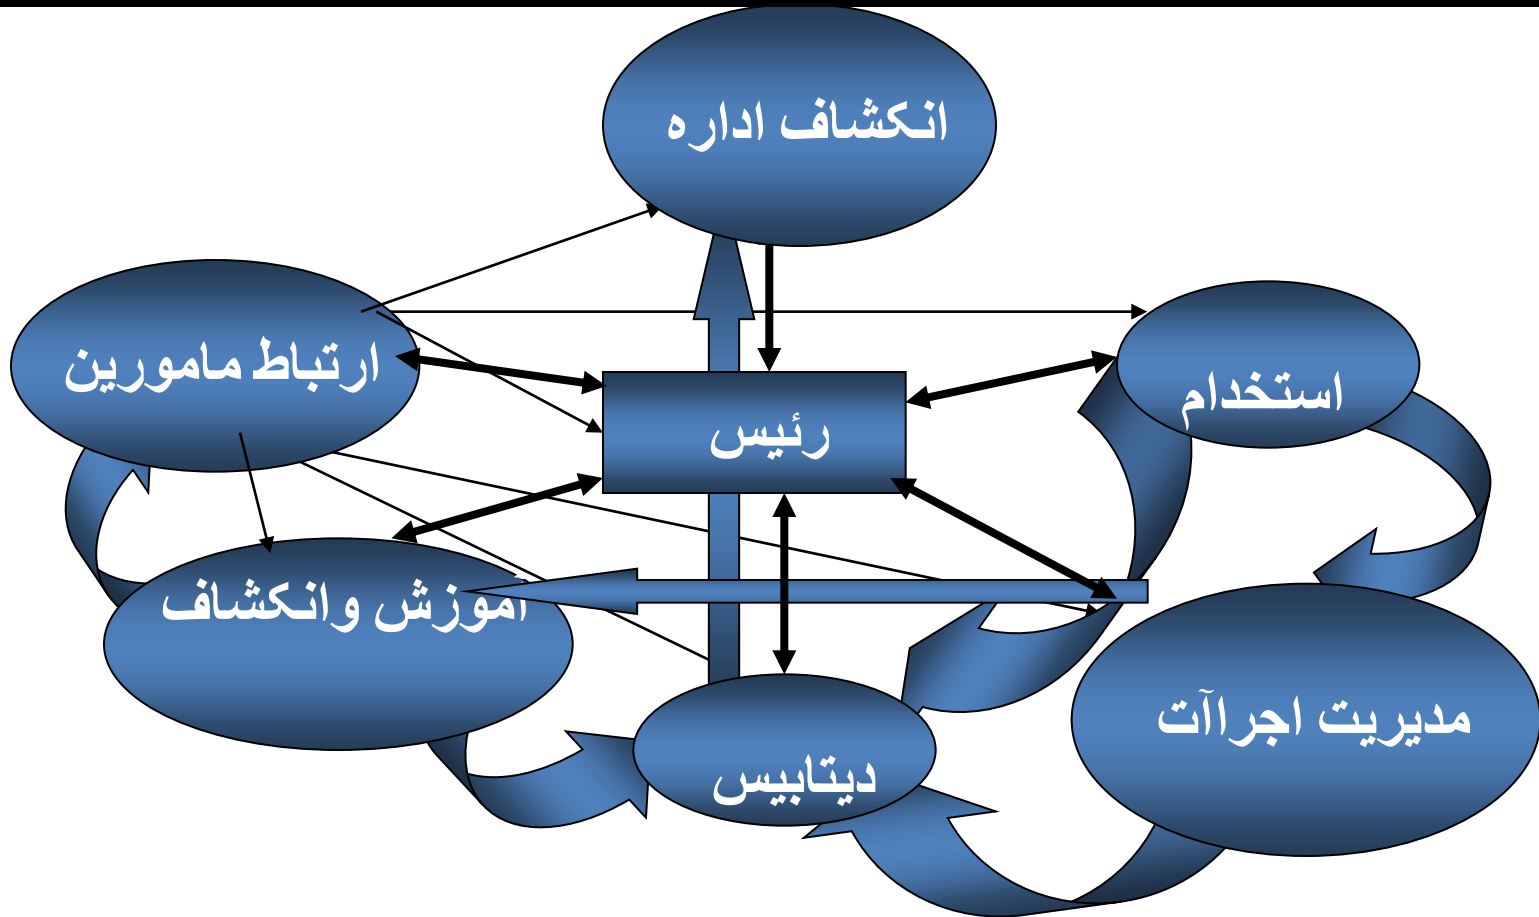 انکشاف اداره
ارتباط مامورین
استخدام
رئیس
آموزش وانکشاف
مدیریت اجراآت
دیتابیس